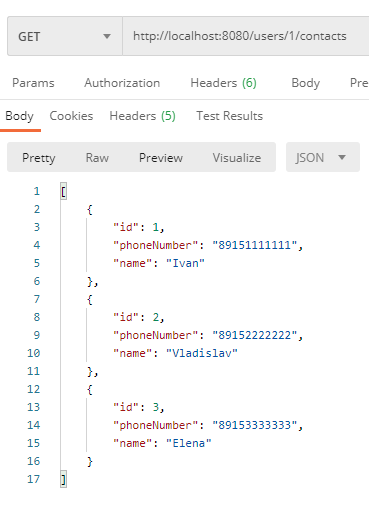 GET http://localhost:8080/users/1/contacts
Params Authorization Headers (6) Body Pre
Body Cookies Headers (5) Test Results
Pretty Raw Preview Visualize JSON
1 [
2 {
3 "id": 1,
4 "phoneNumber": "89151111111",
5 "name": "Ivan"
6 },
7 {
8 "id": 2,
9 "phoneNumber": "89152222222",
10 "name": "Vladislav"
11 },
12 {
13 "id": 3,
14 "phoneNumber": "89153333333",
15 "name": "Elena"
16 }
17 ]